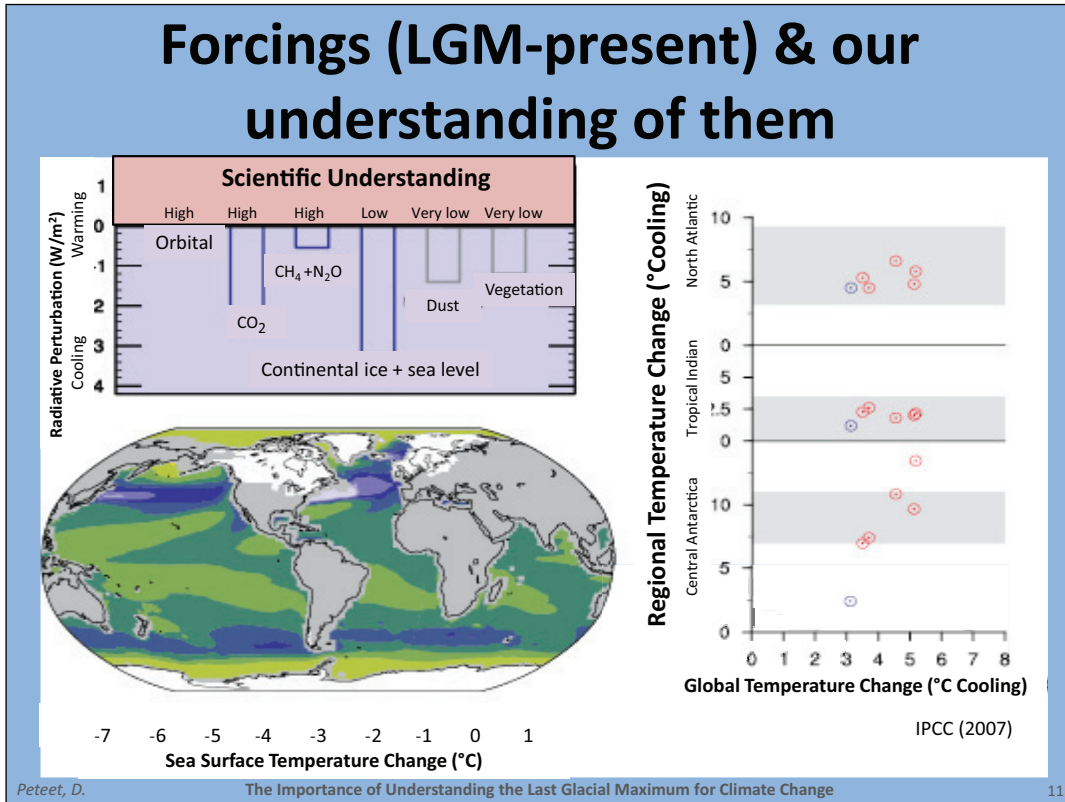 Forcings (LGM-present) & our
understanding of them
Scientific Understanding
High High High Low Very low Very low
Orbital
CO2
CH4 +N2O
Continental ice + sea level
Dust
Vegetation
Radiative Perturbation (W/m²)
Warming
Cooling
1
0
1
2
3
4
-7 -6 -5 -4 -3 -2 -1 0 1
Sea Surface Temperature Change (°C)
Regional Temperature Change (°Cooling)
North Atlantic
Tropical Indian
Central Antarctica
10
5
0
5
0
10
5
0
0 1 2 3 4 5 6 7 8
Global Temperature Change (°C Cooling)
IPCC (2007)
Peteet, D.
The Importance of Understanding the Last Glacial Maximum for Climate Change
11